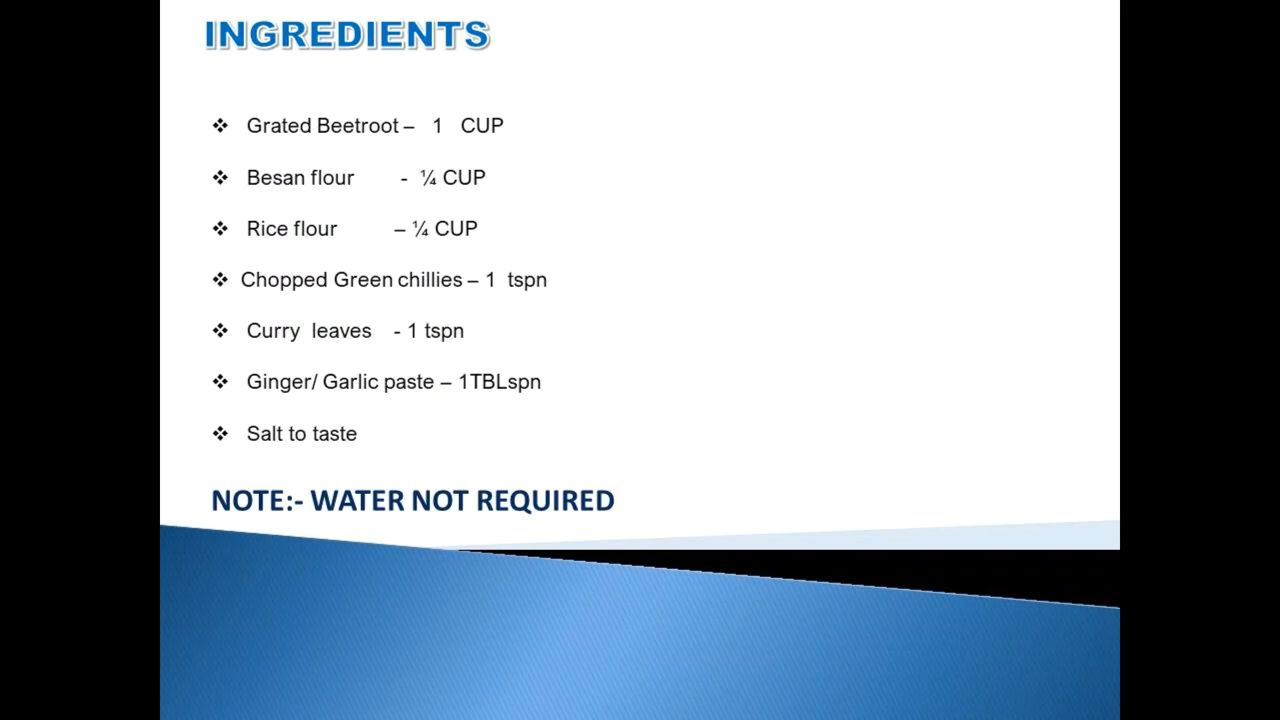 INGREDIENTS
❖ Grated Beetroot – 1 CUP
❖ Besan flour - ¼ CUP
❖ Rice flour – ¼ CUP
❖ Chopped Green chillies – 1 tspn
❖ Curry leaves - 1 tspn
❖ Ginger/ Garlic paste – 1TBLspn
❖ Salt to taste
NOTE:- WATER NOT REQUIRED